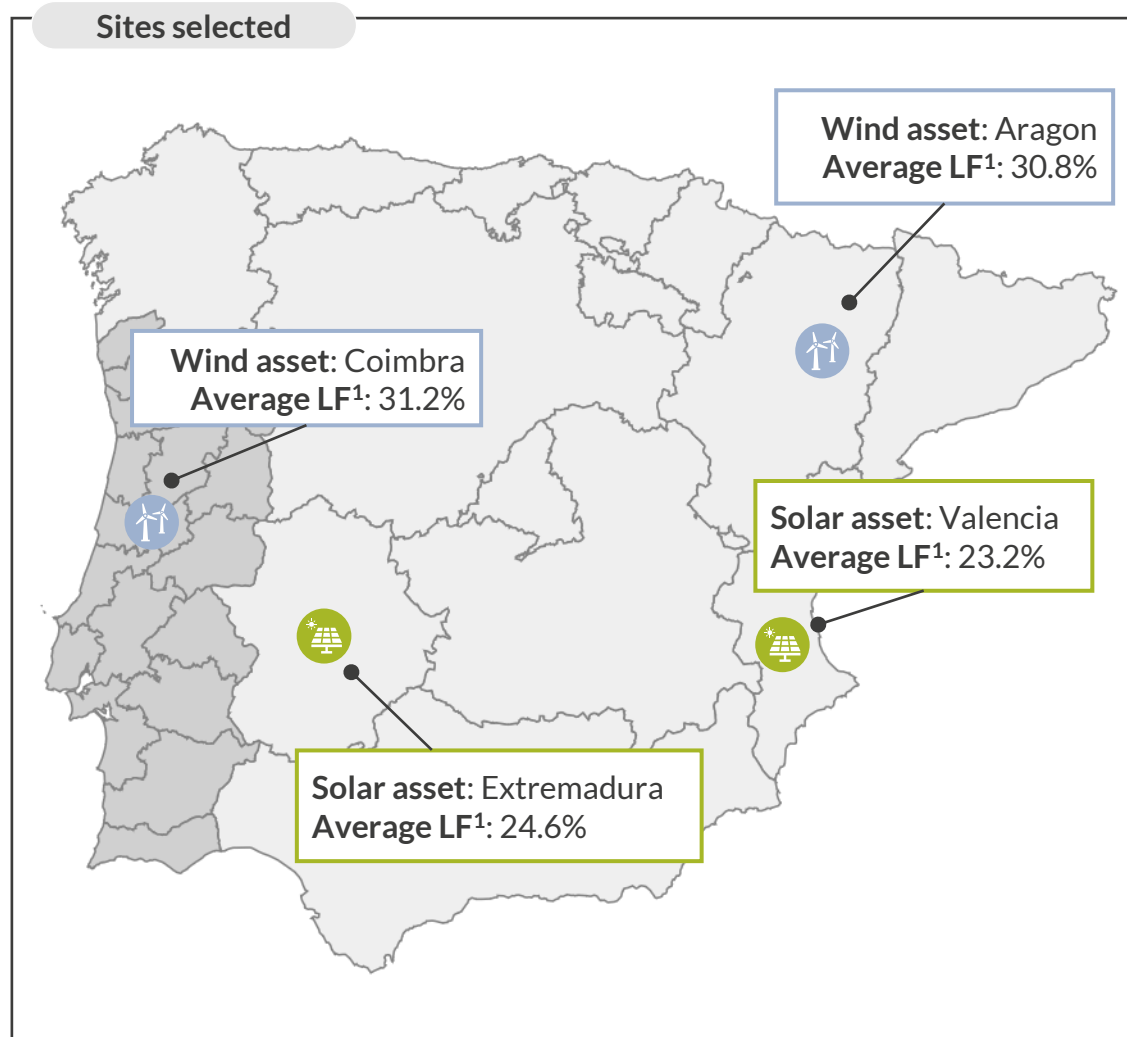 Sites selected
Wind asset: Aragon
Average LF¹: 30.8%
Wind asset: Coimbra
Average LF¹: 31.2%
Solar asset: Valencia
Average LF¹: 23.2%
Solar asset: Extremadura
Average LF¹: 24.6%